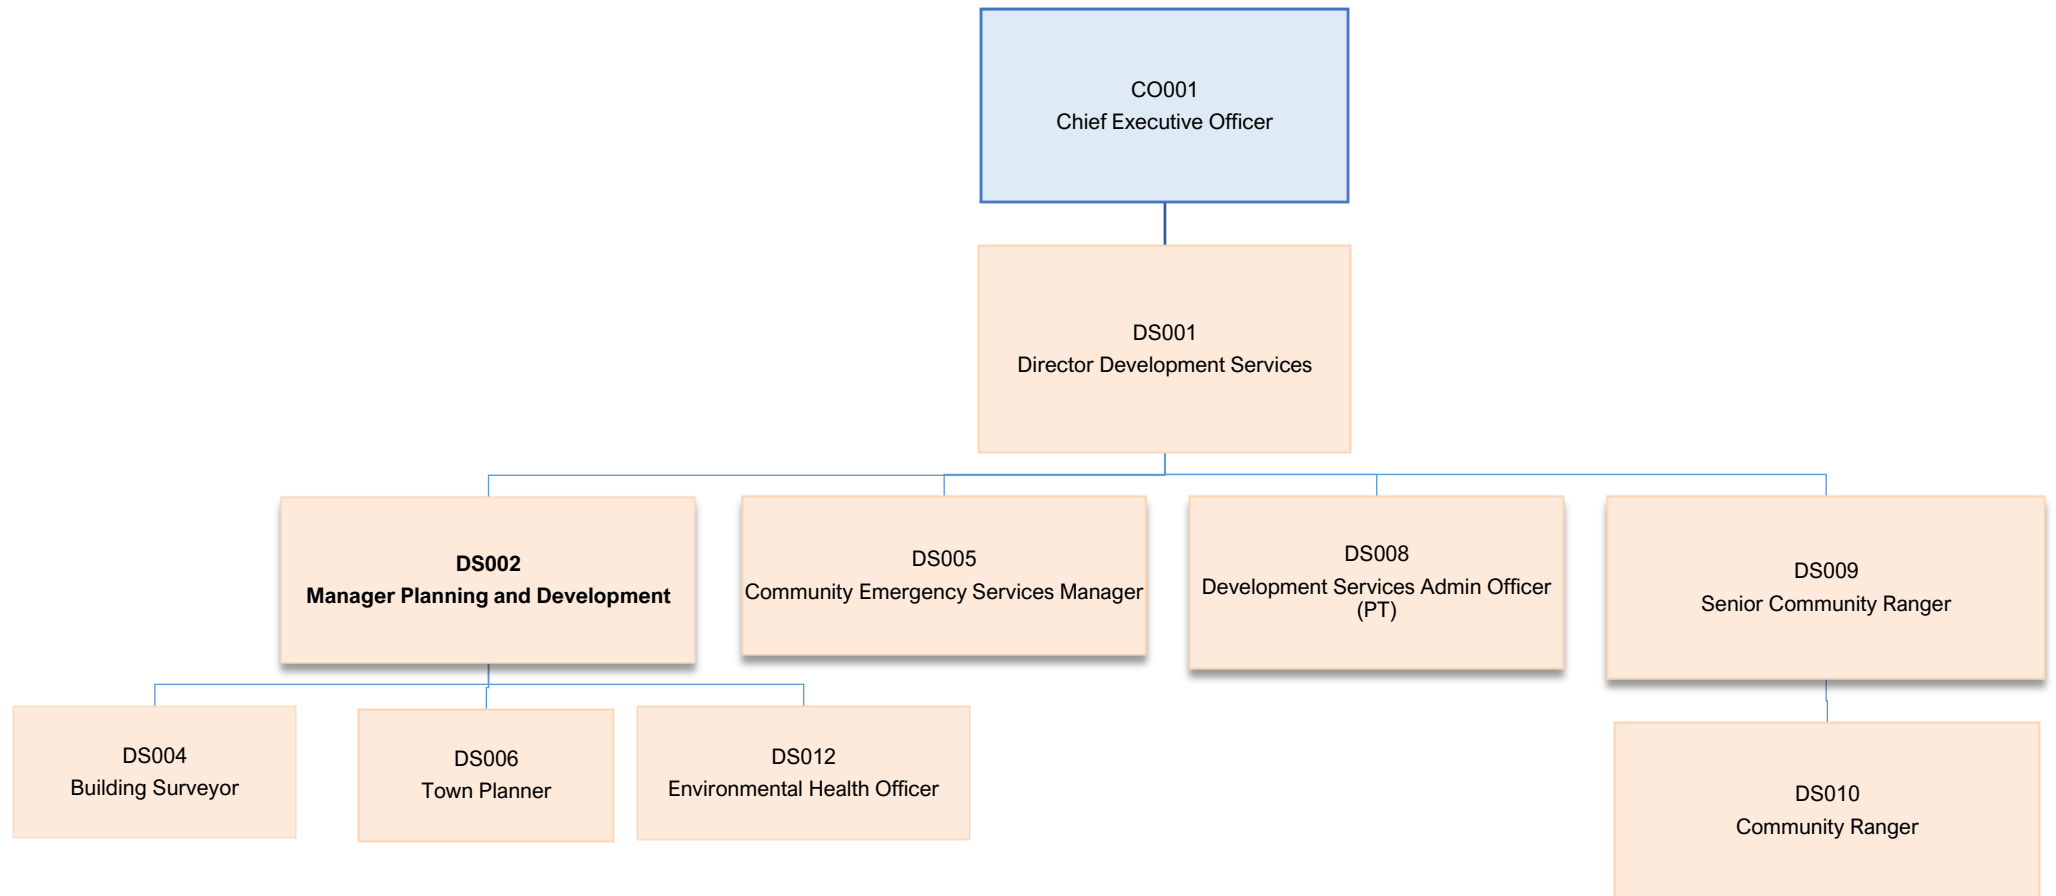 CO001
Chief Executive Officer
DS001
Director Development Services
DS002
Manager Planning and Development
DS005
Community Emergency Services Manager
DS008
Development Services Admin Officer
(PT)
DS009
Senior Community Ranger
DS004
Building Surveyor
DS006
Town Planner
DS012
Environmental Health Officer
DS010
Community Ranger